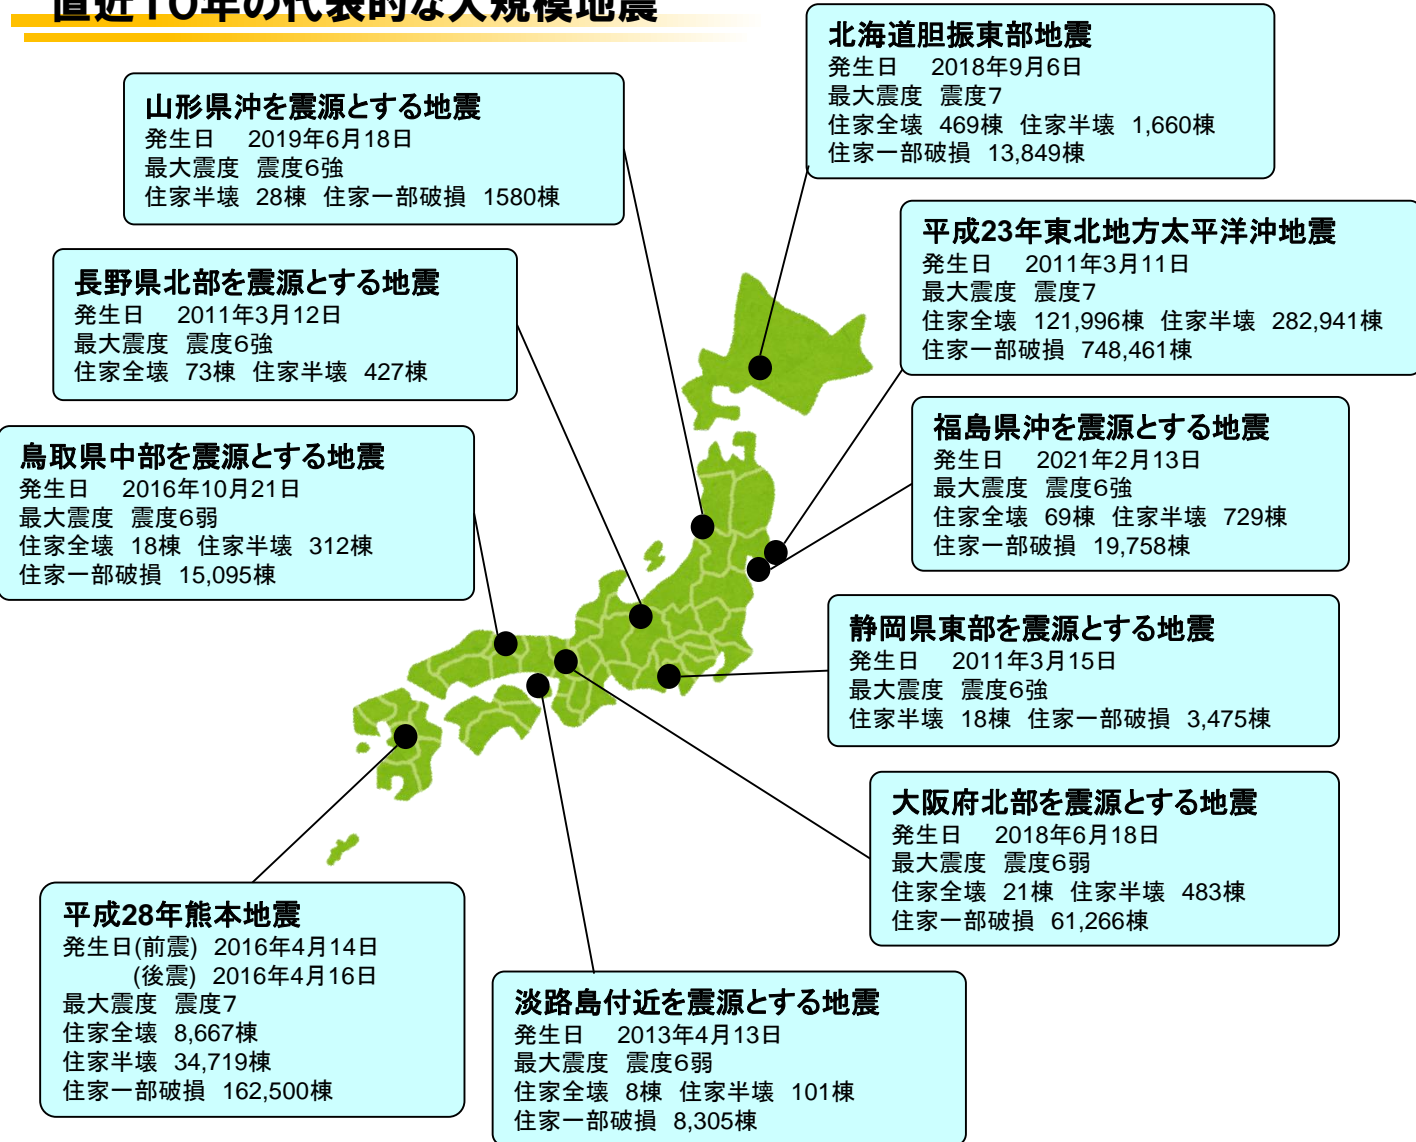 直近10年の代表的な大規模地震
北海道胆振東部地震
発生日 2018年9月6日
最大震度 震度7
住家全壊 469棟 住家半壊 1,660棟
住家一部破損 13,849棟
山形県沖を震源とする地震
発生日 2019年6月18日
最大震度 震度6強
住家半壊 28棟 住家一部破損 1580棟
平成23年東北地方太平洋沖地震
発生日 2011年3月11日
最大震度 震度7
住家全壊 121,996棟 住家半壊 282,941棟
住家一部破損 748,461棟
長野県北部を震源とする地震
発生日 2011年3月12日
最大震度 震度6強
住家全壊 73棟 住家半壊 427棟
福島県沖を震源とする地震
発生日 2021年2月13日
最大震度 震度6強
住家全壊 69棟 住家半壊 729棟
住家一部破損 19,758棟
鳥取県中部を震源とする地震
発生日 2016年10月21日
最大震度 震度6弱
住家全壊 18棟 住家半壊 312棟
住家一部破損 15,095棟
静岡県東部を震源とする地震
発生日 2011年3月15日
最大震度 震度6強
住家半壊 18棟 住家一部破損 3,475棟
大阪府北部を震源とする地震
発生日 2018年6月18日
最大震度 震度6弱
住家全壊 21棟 住家半壊 483棟
住家一部破損 61,266棟
平成28年熊本地震
発生日(前震) 2016年4月14日
(後震) 2016年4月16日
最大震度 震度7
住家全壊 8,667棟
住家半壊 34,719棟
住家一部破損 162,500棟
淡路島付近を震源とする地震
発生日 2013年4月13日
最大震度 震度6弱
住家全壊 8棟 住家半壊 101棟
住家一部破損 8,305棟